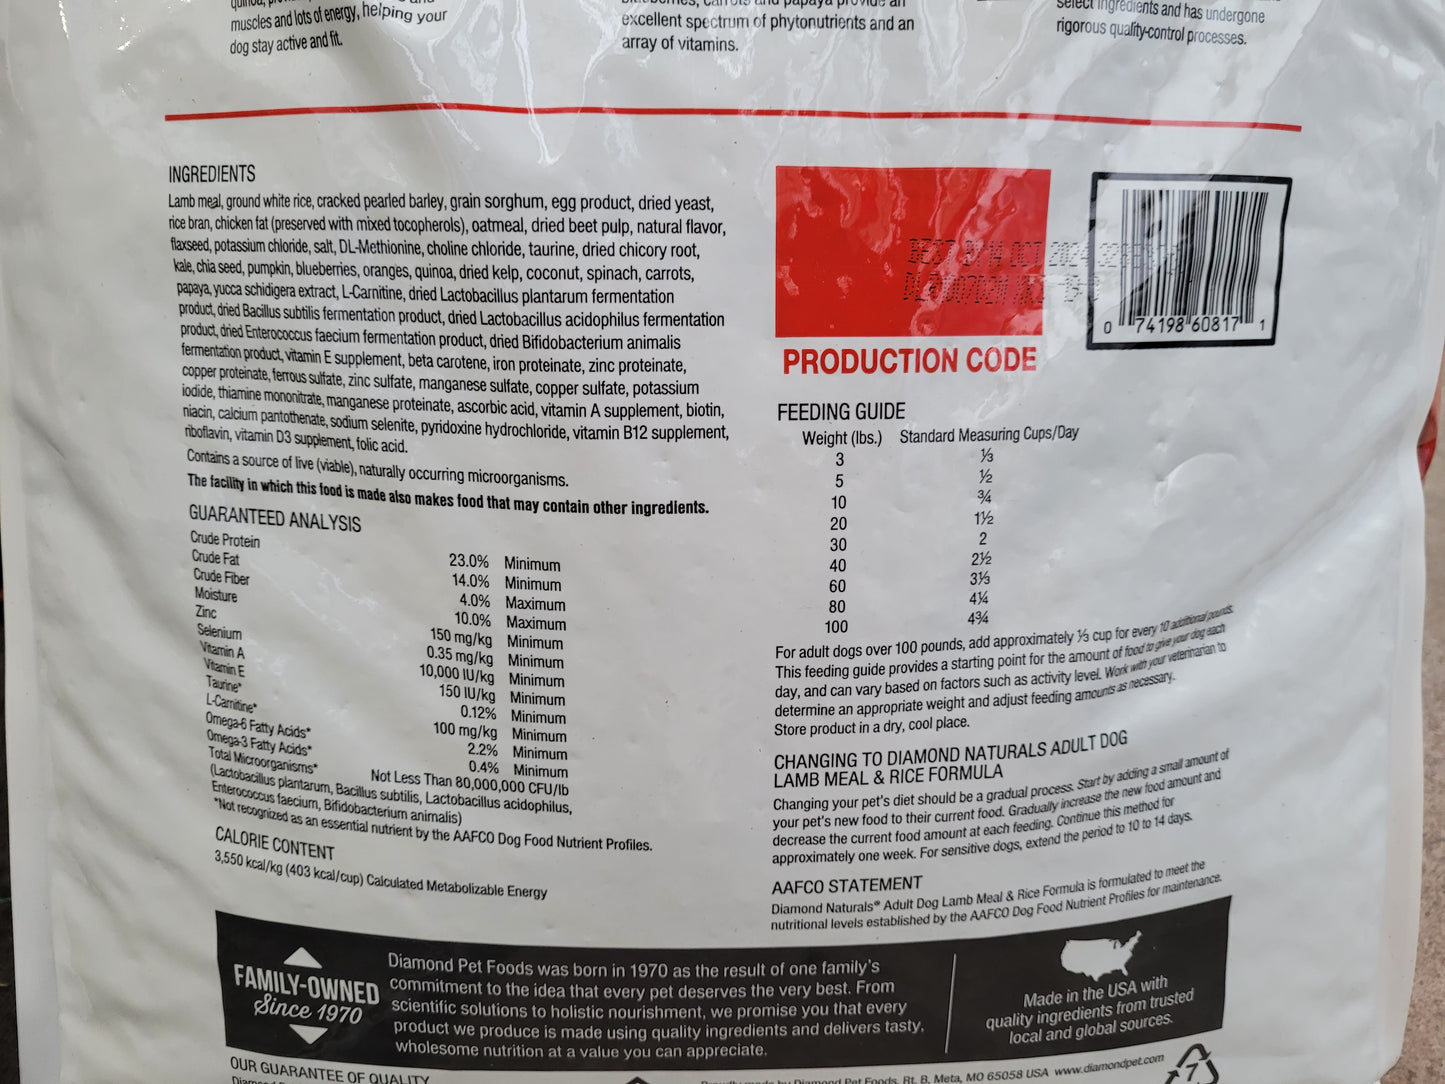 muscles and lots of energy, helping your
dog stay active and fit.
excellent spectrum of phytonutrients and an
array of vitamins.
select ingredients and has undergone
rigorous quality-control processes.
INGREDIENTS
Lamb meal, ground white rice, cracked pearled barley, grain sorghum, egg product, dried yeast,
rice bran, chicken fat (preserved with mixed tocopherols), oatmeal, dried beet pulp, natural flavor,
flaxseed, potassium chloride, salt, DL-Methionine, choline chloride, taurine, dried chicory root,
kale, chia seed, pumpkin, blueberries, oranges, quinoa, dried kelp, coconut, spinach, carrots,
papaya, yucca schidigera extract, L-Carnitine, dried Lactobacillus plantarum fermentation
product, dried Bacillus subtilis fermentation product, dried Lactobacillus acidophilus fermentation
product, dried Enterococcus faecium fermentation product, dried Bifidobacterium animalis
fermentation product, vitamin E supplement, beta carotene, iron proteinate, zinc proteinate,
copper proteinate, ferrous sulfate, zinc sulfate, manganese sulfate, copper sulfate, potassium
iodide, thiamine mononitrate, manganese proteinate, ascorbic acid, vitamin A supplement, biotin,
niacin, calcium pantothenate, sodium selenite, pyridoxine hydrochloride, vitamin B12 supplement,
riboflavin, vitamin D3 supplement, folic acid.
Contains a source of live (viable), naturally occurring microorganisms.
The facility in which this food is made also makes food that may contain other ingredients.
GUARANTEED ANALYSIS
Crude Protein 23.0% Minimum
Crude Fat 14.0% Minimum
Crude Fiber 4.0% Maximum
Moisture 10.0% Maximum
Zinc 150 mg/kg Minimum
Selenium 0.35 mg/kg Minimum
Vitamin A 10,000 IU/kg Minimum
Vitamin E 150 IU/kg Minimum
Taurine* 0.12% Minimum
L-Carnitine* 100 mg/kg Minimum
Omega-6 Fatty Acids* 2.2% Minimum
Omega-3 Fatty Acids* 0.4% Minimum
Total Microorganisms* Not Less Than 80,000,000 CFU/lb
(Lactobacillus plantarum, Bacillus subtilis, Lactobacillus acidophilus,
Enterococcus faecium, Bifidobacterium animalis)
*Not recognized as an essential nutrient by the AAFCO Dog Food Nutrient Profiles.
CALORIE CONTENT
3,550 kcal/kg (403 kcal/cup) Calculated Metabolizable Energy
BEST BY 14 OCT 2024
0 74198 60817 1
PRODUCTION CODE
FEEDING GUIDE
Weight (lbs.) Standard Measuring Cups/Day
3 ⅓
5 ½
10 ¾
20 1½
30 2
40 2½
60 3⅓
80 4¼
100 4¾
For adult dogs over 100 pounds, add approximately ⅓ cup for every 10 additional pounds.
This feeding guide provides a starting point for the amount of food to give your dog each
day, and can vary based on factors such as activity level. Work with your veterinarian to
determine an appropriate weight and adjust feeding amounts as necessary.
Store product in a dry, cool place.
CHANGING TO DIAMOND NATURALS ADULT DOG
LAMB MEAL & RICE FORMULA
Changing your pet's diet should be a gradual process. Start by adding a small amount of
your pet's new food to their current food. Gradually increase the new food amount and
decrease the current food amount at each feeding. Continue this method for
approximately one week. For sensitive dogs, extend the period to 10 to 14 days.
AAFCO STATEMENT
Diamond Naturals® Adult Dog Lamb Meal & Rice Formula is formulated to meet the
nutritional levels established by the AAFCO Dog Food Nutrient Profiles for maintenance.
FAMILY-OWNED
Since 1970
Diamond Pet Foods was born in 1970 as the result of one family's
commitment to the idea that every pet deserves the very best. From
scientific solutions to holistic nourishment, we promise you that every
product we produce is made using quality ingredients and delivers tasty,
wholesome nutrition at a value you can appreciate.
Made in the USA with
quality ingredients from trusted
local and global sources.
OUR GUARANTEE OF QUALITY
Diamond Pet Foods, Rt. B, Meta, MO 65058 USA www.diamondpet.com
7